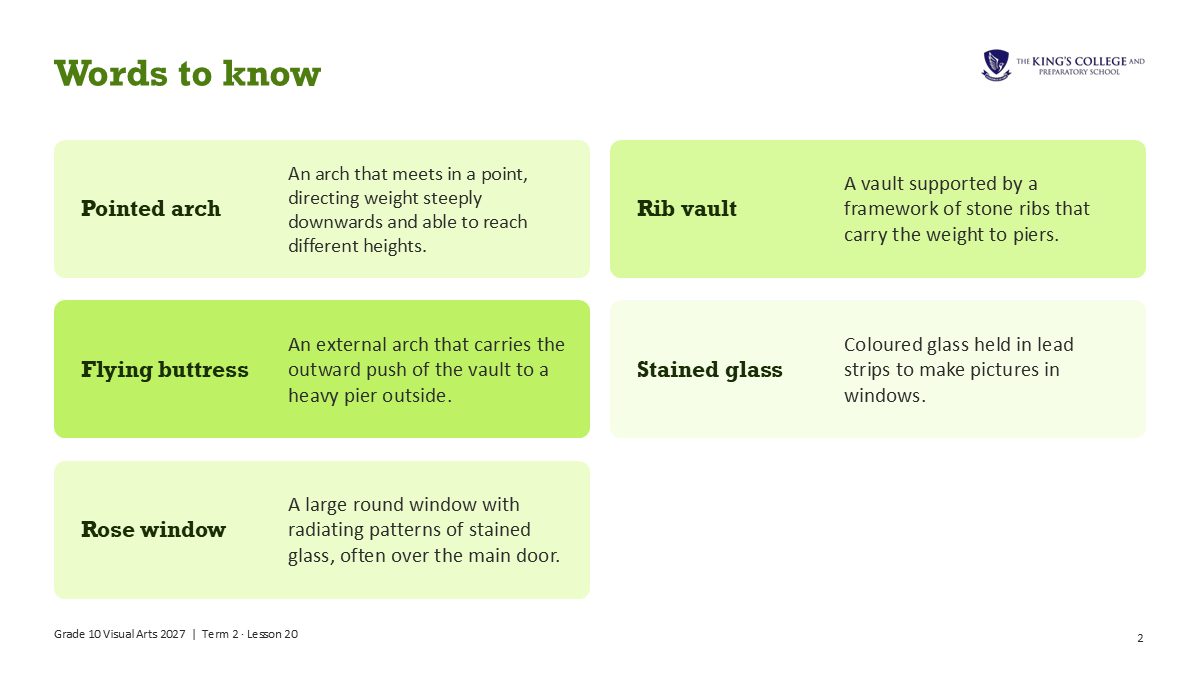 Words to know
THE KING'S COLLEGE AND
PREPARATORY SCHOOL
Pointed arch
An arch that meets in a point,
directing weight steeply
downwards and able to reach
different heights.
Rib vault
A vault supported by a
framework of stone ribs that
carry the weight to piers.
Flying buttress
An external arch that carries the
outward push of the vault to a
heavy pier outside.
Stained glass
Coloured glass held in lead
strips to make pictures in
windows.
Rose window
A large round window with
radiating patterns of stained
glass, often over the main door.
Grade 10 Visual Arts 2027 | Term 2 · Lesson 20
2